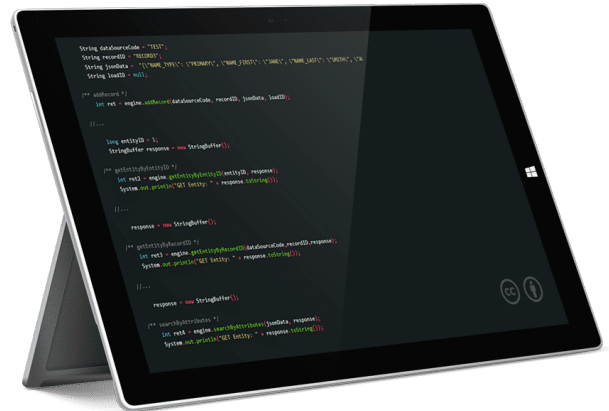 String dataSourceCode = "TEST";
String recordID = "RECORD3";
String jsonData = "{\"NAME_TYPE\": \"PRIMARY\", \"NAME_FIRST\": \"JANE\", \"NAME_LAST\": \"SMITH\", \"A
String loadID = null;
/** addRecord */
int ret = engine.addRecord(dataSourceCode, recordID, jsonData, loadID);
//...
long entityID = 1;
StringBuffer response = new StringBuffer();
/** getEntityByEntityID */
int ret2 = engine.getEntityByEntityID(entityID, response);
System.out.println("GET Entity: " + response.toString());
//...
response = new StringBuffer();
/** getEntityByRecordID */
int ret3 = engine.getEntityByRecordID(dataSourceCode,recordID,response);
System.out.println("GET Entity: " + response.toString());
//...
response = new StringBuffer();
/** searchByAttributes */
int ret4 = engine.searchByAttributes(jsonData, response);
System.out.println("GET Entity: " + response.toString());
cc